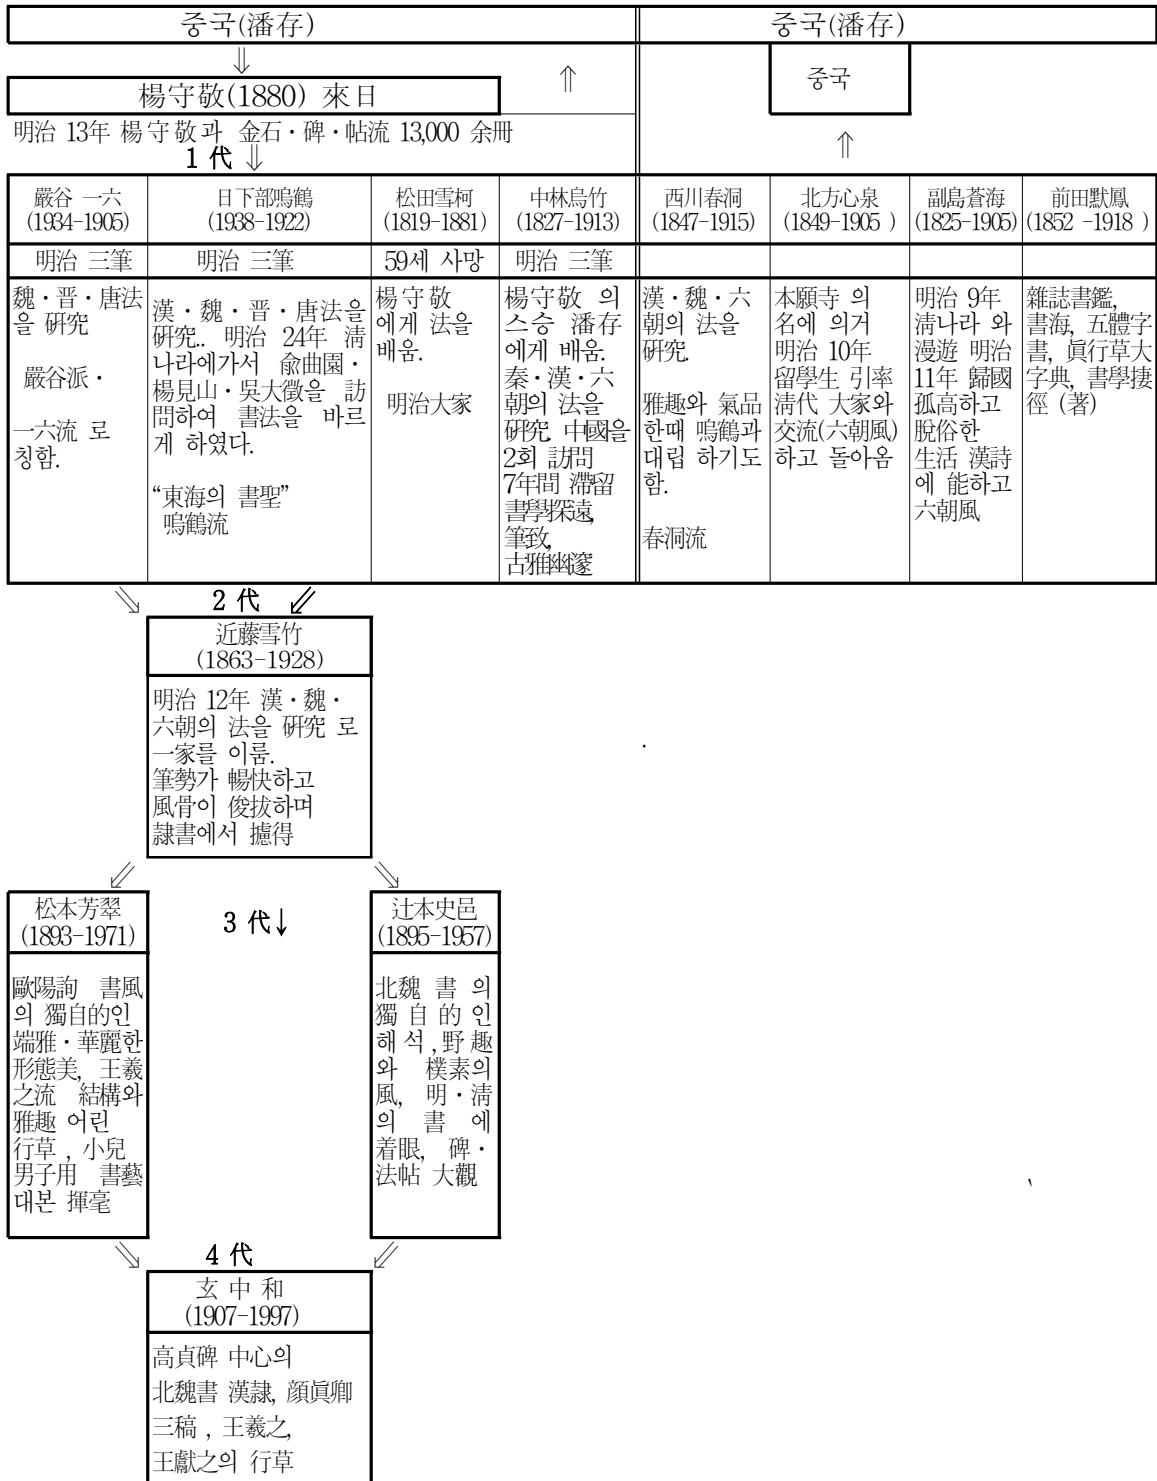 중국(潘存)
중국(潘存)
⇓
⇑
楊守敬(1880) 來日
중국
明治 13年 楊守敬과 金石・碑・帖流 13,000 余冊
⇑
1 代 ⇓
嚴谷 一六
(1934-1905)
明治 三筆
魏・晋・唐法
을 硏究
嚴谷派・
一六流 로
칭함.
日下部鳴鶴
(1938-1922)
明治 三筆
漢・魏・晋・唐法을
硏究.. 明治 24年 淸
나라에가서 兪曲園・
楊見山・吳大徵을 訪
問하여 書法을 바르
게 하였다.
“東海의 書聖”
鳴鶴流
松田雪柯
(1819-1881)
59세 사망
楊守敬
에게 法을
배움.
明治大家
中林烏竹
(1827-1913)
明治 三筆
楊守敬 의
스승 潘存
에게 배움.
秦・漢・六
朝의 法을
硏究. 中國을
2회 訪問
7年間 滯留
書學探遠,
筆致,
古雅幽邃
西川春洞
(1847-1915)
漢・魏・六
朝의 法을
硏究.
雅趣와 氣品
한때 鳴鶴과
대립 하기도
함.
春洞流
北方心泉
(1849-1905 )
本願寺 의
名에 의거
明治 10年
留學生 引率
淸代 大家와
交流(六朝風)
하고 돌아옴
副島蒼海
(1825-1905)
明治 9年
淸나라 와
漫遊 明治
11年 歸國
孤高하고
脫俗한
生活 漢詩
에 能하고
六朝風
前田默鳳
(1852 -1918 )
雜誌書鑑,
書海, 五體字
書, 眞行草大
字典, 書學捷
徑 (著)
⇘ 2 代 ⇙
近藤雪竹
(1863-1928)
明治 12年 漢・魏・
六朝의 法을 硏究 로
一家를 이룸.
筆勢가 暢快하고
風骨이 俊拔하며
隷書에서 攄得
⇙ ⇘
3 代↓
松本芳翠
(1893-1971)
歐陽詢 書風
의 獨自的인
端雅・華麗한
形態美, 王羲
之流 結構와
雅趣 어린
行草 , 小兒
男子用 書藝
대본 揮毫
辻本史邑
(1895-1957)
北魏 書 의
獨自的인
해석 ,野趣
와 樸素의
風, 明・淸
의 書 에
着眼, 碑・
法帖 大觀
⇘ 4 代 ⇙
玄 中 和
(1907-1997)
高貞碑 中心의
北魏書 漢隷, 顔眞卿
三稿 , 王羲之,
王獻之의 行草